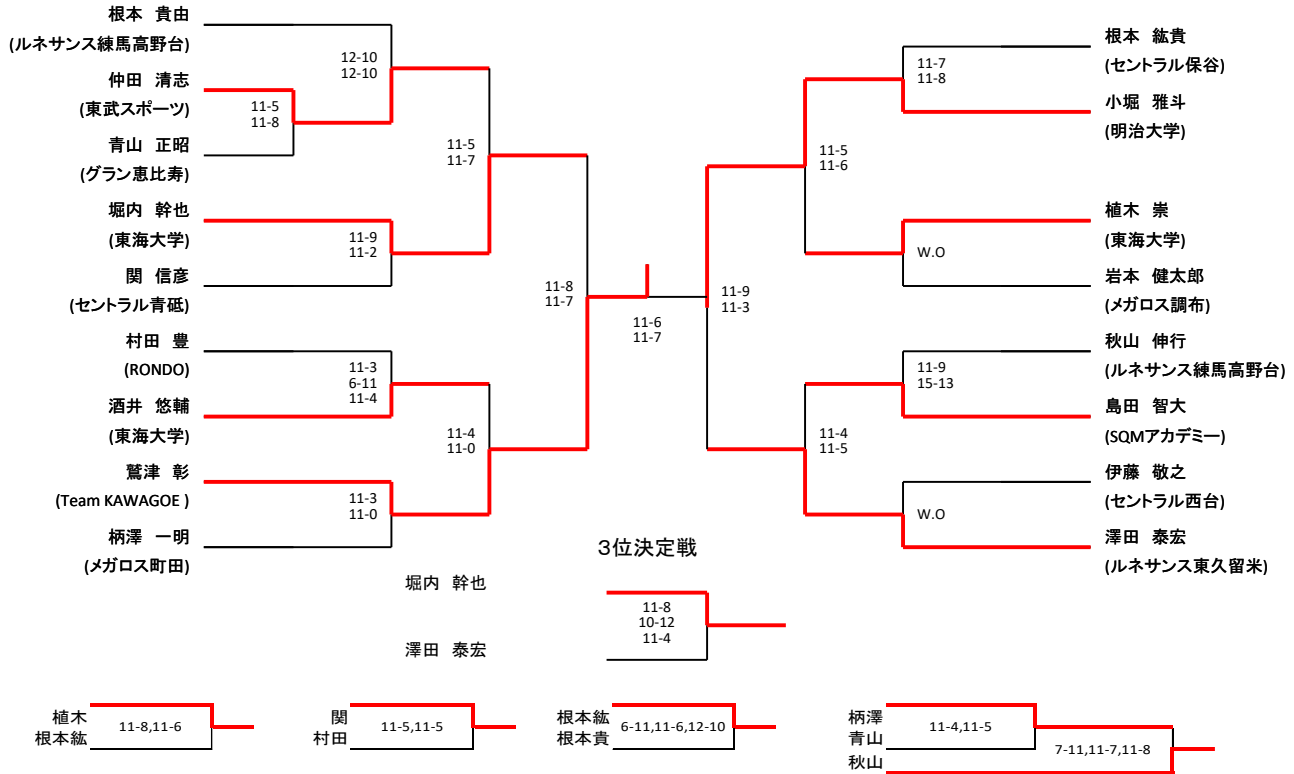 根本 貴由
(ルネサンス練馬高野台)
仲田 清志
(東武スポーツ)
青山 正昭
(グラン恵比寿)
堀内 幹也
(東海大学)
関 信彦
(セントラル青砥)
村田 豊
(RONDO)
酒井 悠輔
(東海大学)
鷲津 彰
(Team KAWAGOE )
柄澤 一明
(メガロス町田)
11-5
11-8
12-10
12-10
11-9
11-2
11-3
6-11
11-4
11-3
11-0
11-5
11-7
11-4
11-0
11-8
11-7
11-6
11-7
11-9
11-3
11-5
11-6
11-4
11-5
11-7
11-8
W.O
11-9
15-13
W.O
根本 紘貴
(セントラル保谷)
小堀 雅斗
(明治大学)
植木 崇
(東海大学)
岩本 健太郎
(メガロス調布)
秋山 伸行
(ルネサンス練馬高野台)
島田 智大
(SQMアカデミー)
伊藤 敬之
(セントラル西台)
澤田 泰宏
(ルネサンス東久留米)
3位決定戦
堀内 幹也
11-8
10-12
11-4
澤田 泰宏
植木
根本紘
11-8,11-6
関
村田
11-5,11-5
根本紘
根本貴
6-11,11-6,12-10
柄澤
青山
秋山
11-4,11-5
7-11,11-7,11-8